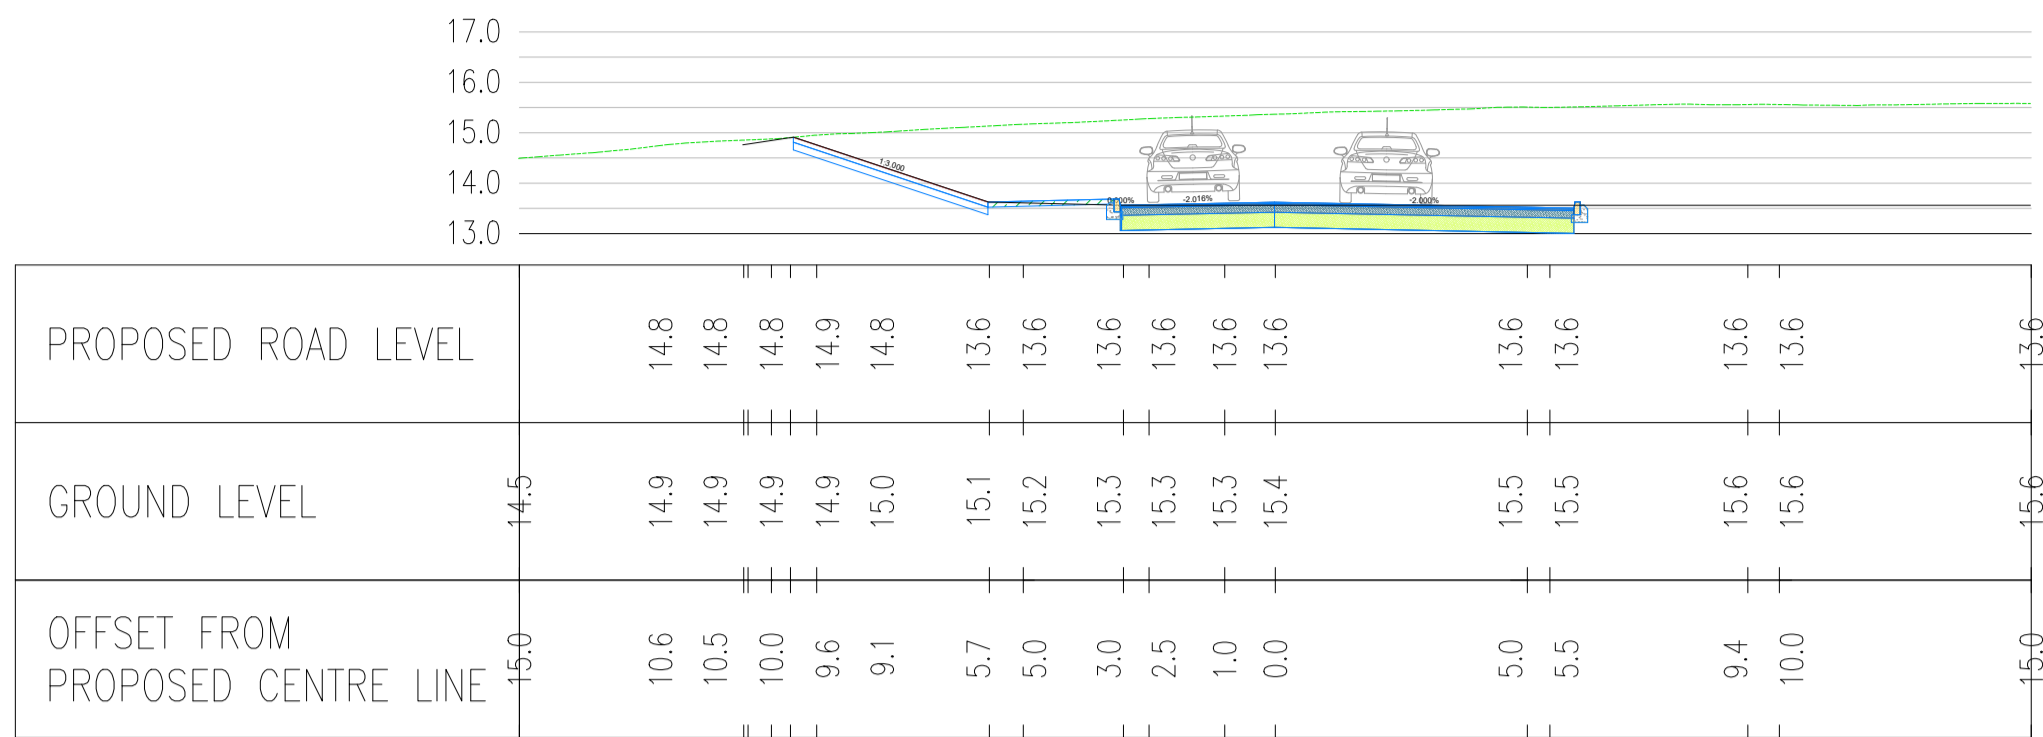 17.0
16.0
15.0
14.0
13.0
1:3.000
0.000%
-2.016%
-2.000%
PROPOSED ROAD LEVEL
14.8 14.8 14.8 14.9 14.8 13.6 13.6 13.6 13.6 13.6 13.6 13.6 13.6 13.6 13.6 13.6
GROUND LEVEL
14.5 14.9 14.9 14.9 14.9 15.0 15.1 15.2 15.3 15.3 15.3 15.4 15.5 15.5 15.6 15.6 15.6
OFFSET FROM
PROPOSED CENTRE LINE
15.0 10.6 10.5 10.0 9.6 9.1 5.7 5.0 3.0 2.5 1.0 0.0 5.0 5.5 9.4 10.0 15.0